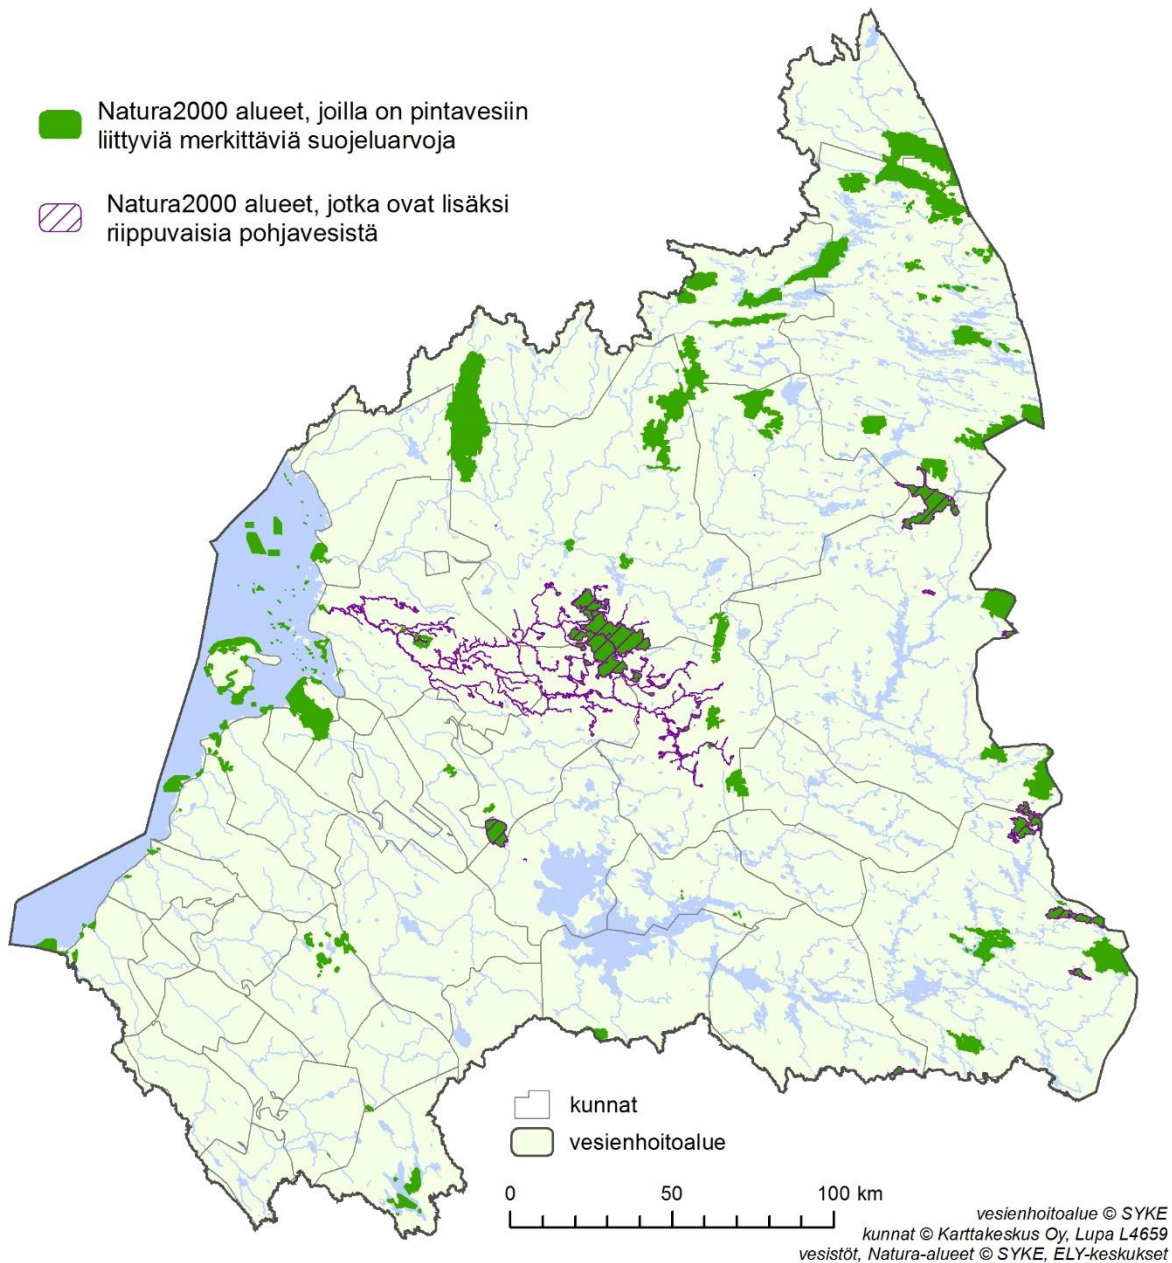 Natura2000 alueet, joilla on pintavesiin
liittyviä merkittäviä suojeluarvoja
Natura2000 alueet, jotka ovat lisäksi
riippuvaisia pohjavesistä
kunnat
vesienhoitoalue
0 50 100 km
vesienhoitoalue © SYKE
kunnat © Karttakeskus Oy, Lupa L4659
vesistöt, Natura-alueet © SYKE, ELY-keskukset